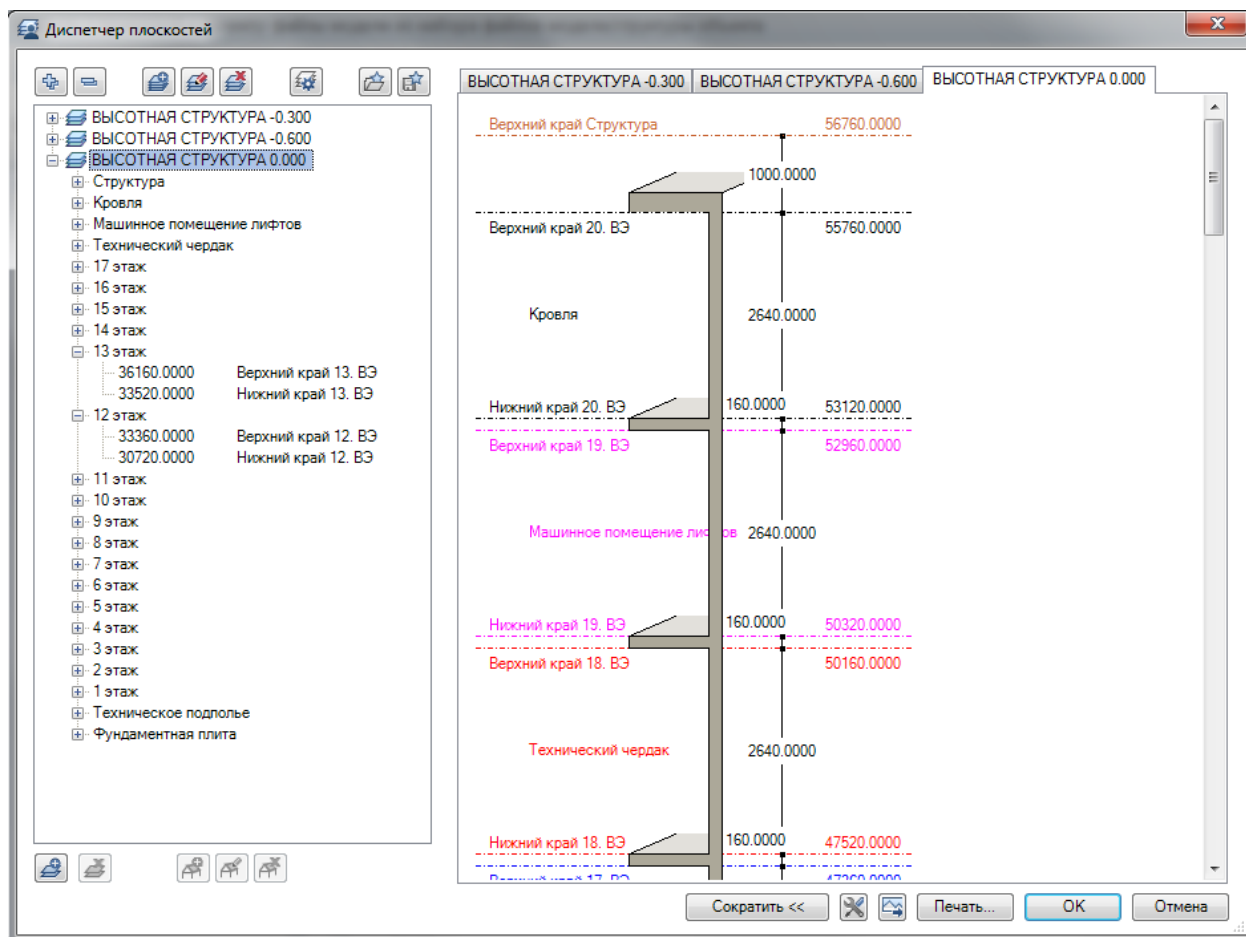 Диспетчер плоскостей
ВЫСОТНАЯ СТРУКТУРА -0.300
ВЫСОТНАЯ СТРУКТУРА -0.600
ВЫСОТНАЯ СТРУКТУРА 0.000
Структура
Кровля
Машинное помещение лифтов
Технический чердак
17 этаж
16 этаж
15 этаж
14 этаж
13 этаж
36160.0000 Верхний край 13. ВЭ
33520.0000 Нижний край 13. ВЭ
12 этаж
33360.0000 Верхний край 12. ВЭ
30720.0000 Нижний край 12. ВЭ
11 этаж
10 этаж
9 этаж
8 этаж
7 этаж
6 этаж
5 этаж
4 этаж
3 этаж
2 этаж
1 этаж
Техническое подполье
Фундаментная плита
ВЫСОТНАЯ СТРУКТУРА -0.300 ВЫСОТНАЯ СТРУКТУРА -0.600 ВЫСОТНАЯ СТРУКТУРА 0.000
Верхний край Структура 56760.0000
1000.0000
Верхний край 20. ВЭ 55760.0000
Кровля 2640.0000
Нижний край 20. ВЭ 160.0000 53120.0000
Верхний край 19. ВЭ 52960.0000
Машинное помещение лифтов 2640.0000
Нижний край 19. ВЭ 160.0000 50320.0000
Верхний край 18. ВЭ 50160.0000
Технический чердак 2640.0000
Нижний край 18. ВЭ 160.0000 47520.0000
Верхний край 17. ВЭ 47360.0000
Сократить << Печать... OK Отмена